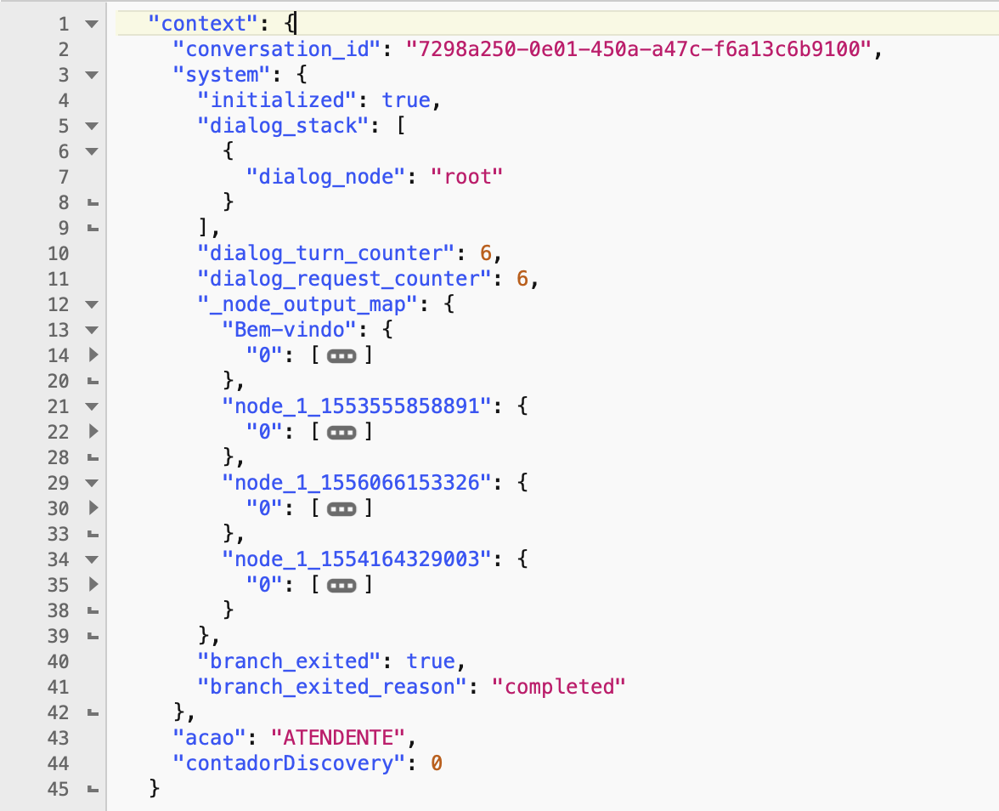 1 "context": {
2 "conversation_id": "7298a250-0e01-450a-a47c-f6a13c6b9100",
3 "system": {
4 "initialized": true,
5 "dialog_stack": [
6 {
7 "dialog_node": "root"
8 }
9 ],
10 "dialog_turn_counter": 6,
11 "dialog_request_counter": 6,
12 "_node_output_map": {
13 "Bem-vindo": {
14 "0": [ ... ]
20 },
21 "node_1_1553555858891": {
22 "0": [ ... ]
28 },
29 "node_1_1556066153326": {
30 "0": [ ... ]
33 },
34 "node_1_1554164329003": {
35 "0": [ ... ]
38 }
39 },
40 "branch_exited": true,
41 "branch_exited_reason": "completed"
42 },
43 "acao": "ATENDENTE",
44 "contadorDiscovery": 0
45 }